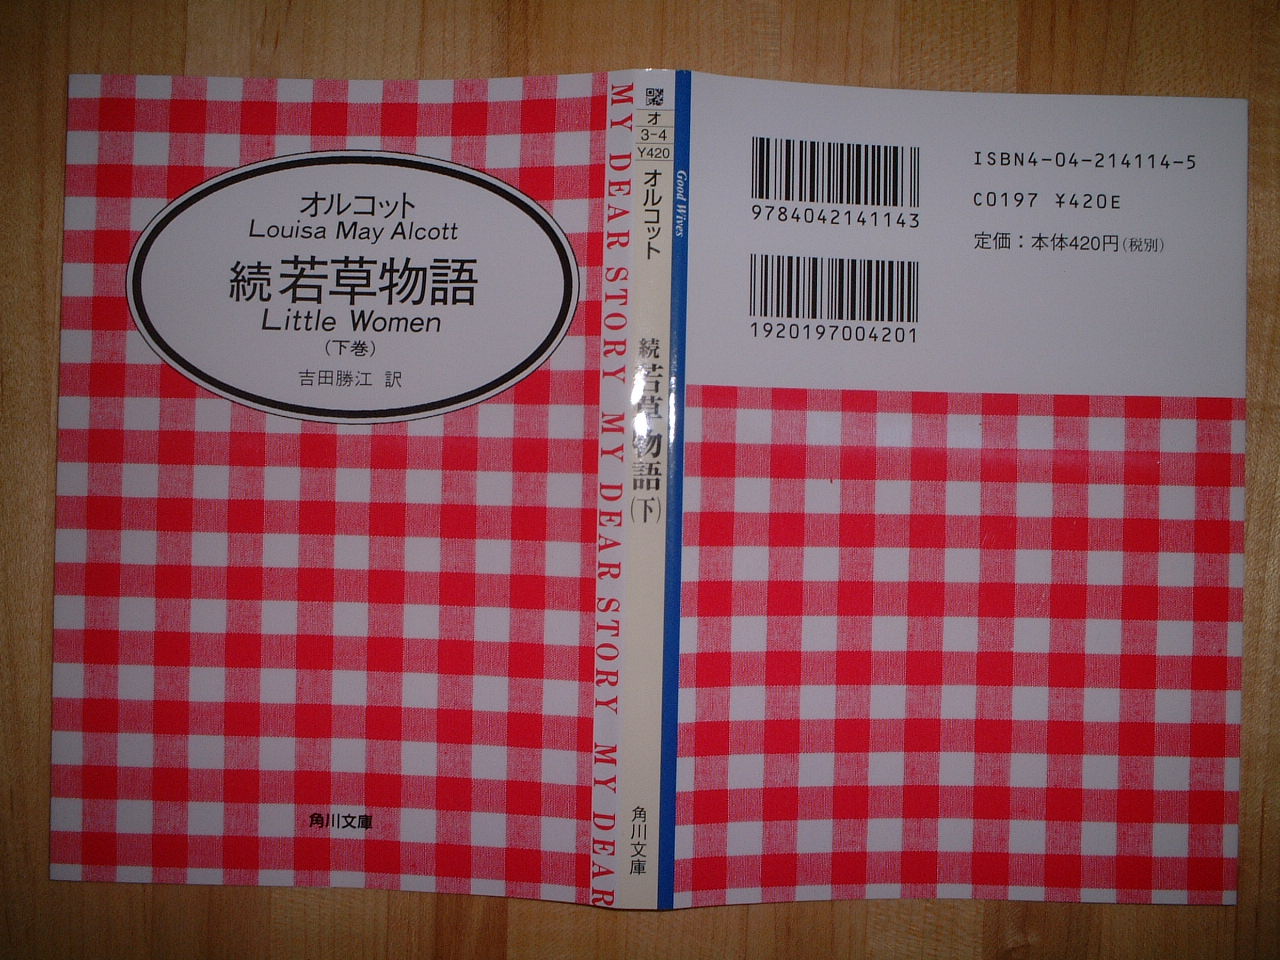 オルコット
Louisa May Alcott
続 若草物語
Little Women
(下巻)
吉田勝江 訳
角川文庫
MY DEAR STORY MY DEAR STORY MY DEAR
オ
3-4
Y420
オルコット
続 若草物語(下)
角川文庫
Good Wives
9784042141143
1920197004201
ISBN4-04-214114-5
C0197 ¥420E
定価：本体420円(税別)